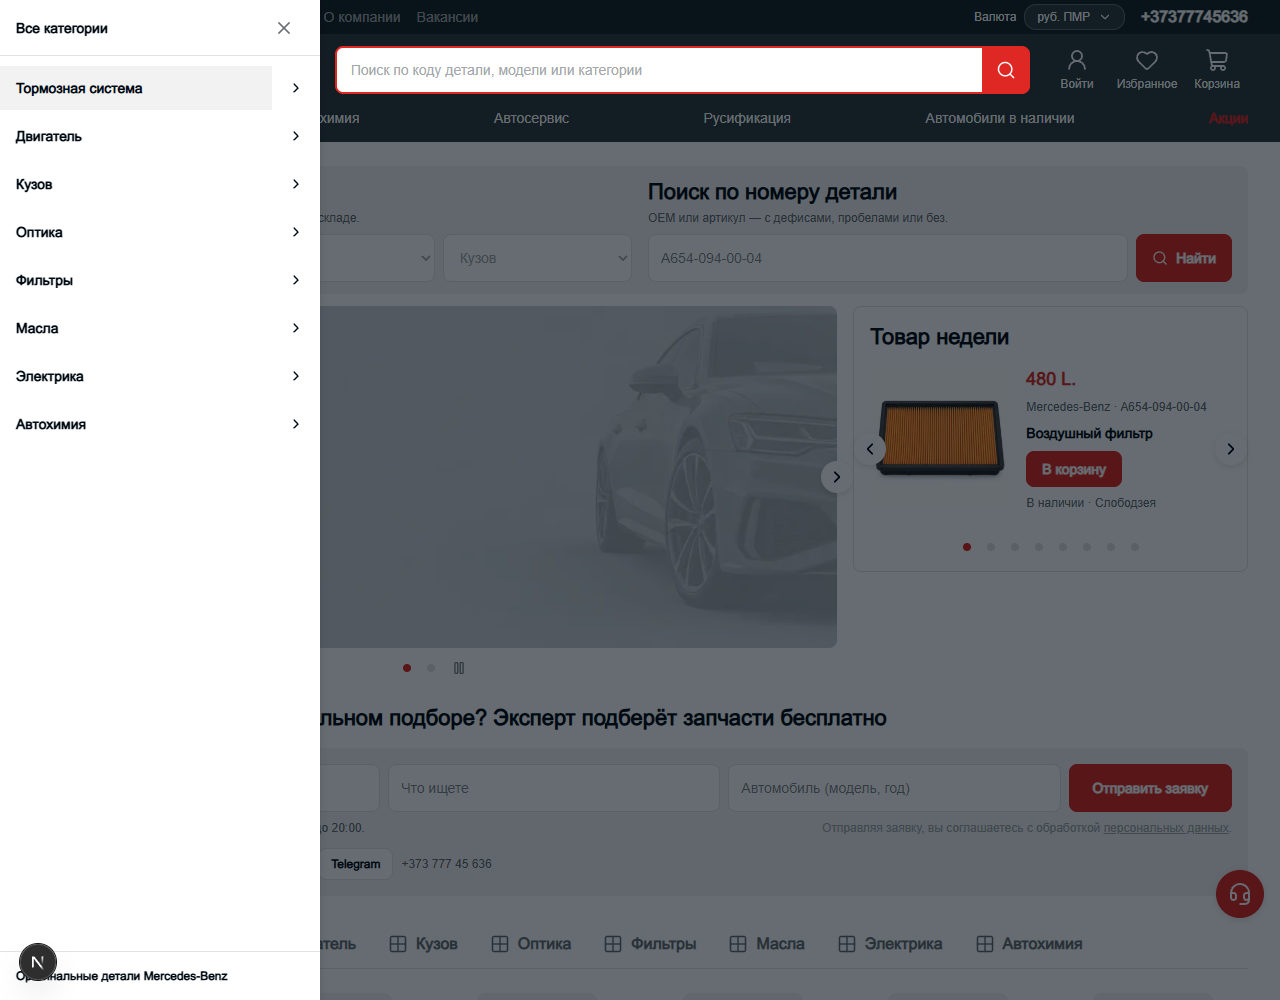 Все категории
Тормозная система
Двигатель
Кузов
Оптика
Фильтры
Масла
Электрика
Автохимия
детали Mercedes-Benz
N
О компании Вакансии
Валюта руб. ПМР +37377745636
Поиск по коду детали, модели или категории
Войти Избранное Корзина
химия Автосервис Русификация Автомобили в наличии Акции
складе.
Кузов
Поиск по номеру детали
OEM или артикул — с дефисами, пробелами или без.
A654-094-00-04 Найти
Товар недели
480 L.
Mercedes-Benz · A654-094-00-04
Воздушный фильтр
В корзину
В наличии · Слободзея
льном подборе? Эксперт подберёт запчасти бесплатно
Что ищете Автомобиль (модель, год) Отправить заявку
до 20:00. Отправляя заявку, вы соглашаетесь с обработкой персональных данных.
Telegram +373 777 45 636
атель Кузов Оптика Фильтры Масла Электрика Автохимия